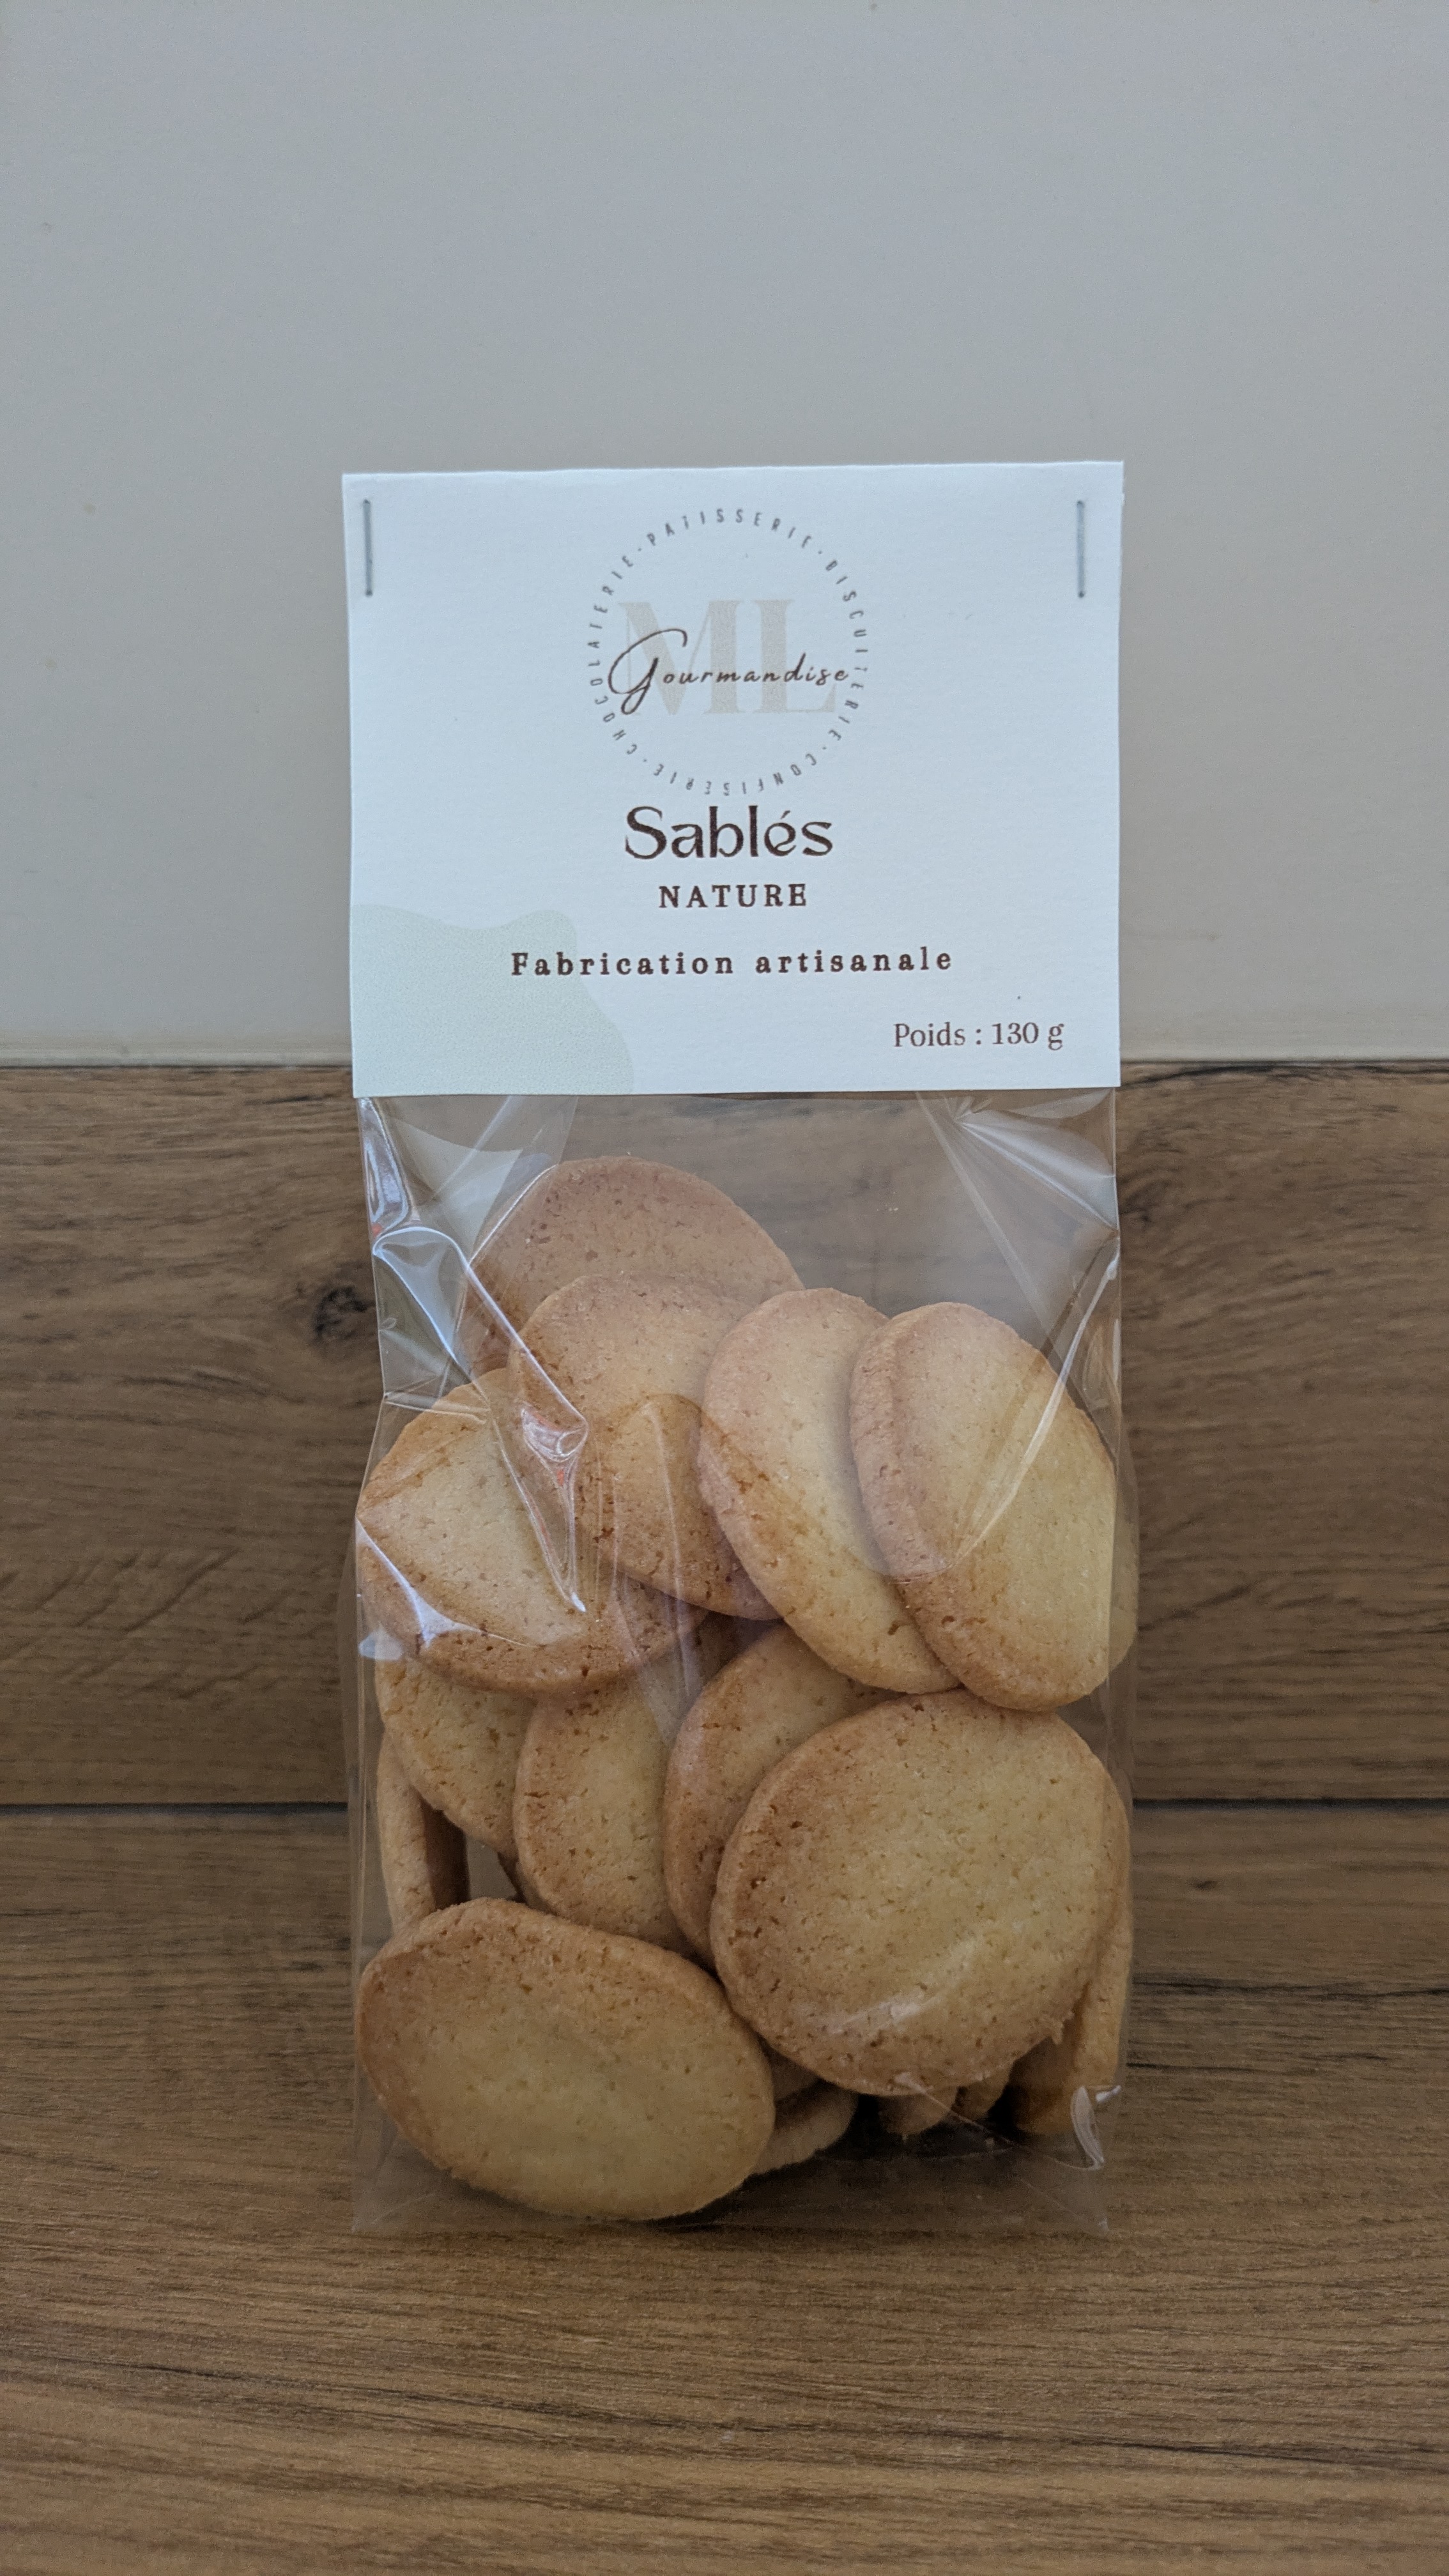 PATISSERIE · BISCUITERIE · CONFISERIE · CHOCOLATERIE ·
ML
Gourmandise
Sablés
NATURE
Fabrication artisanale
Poids : 130 g